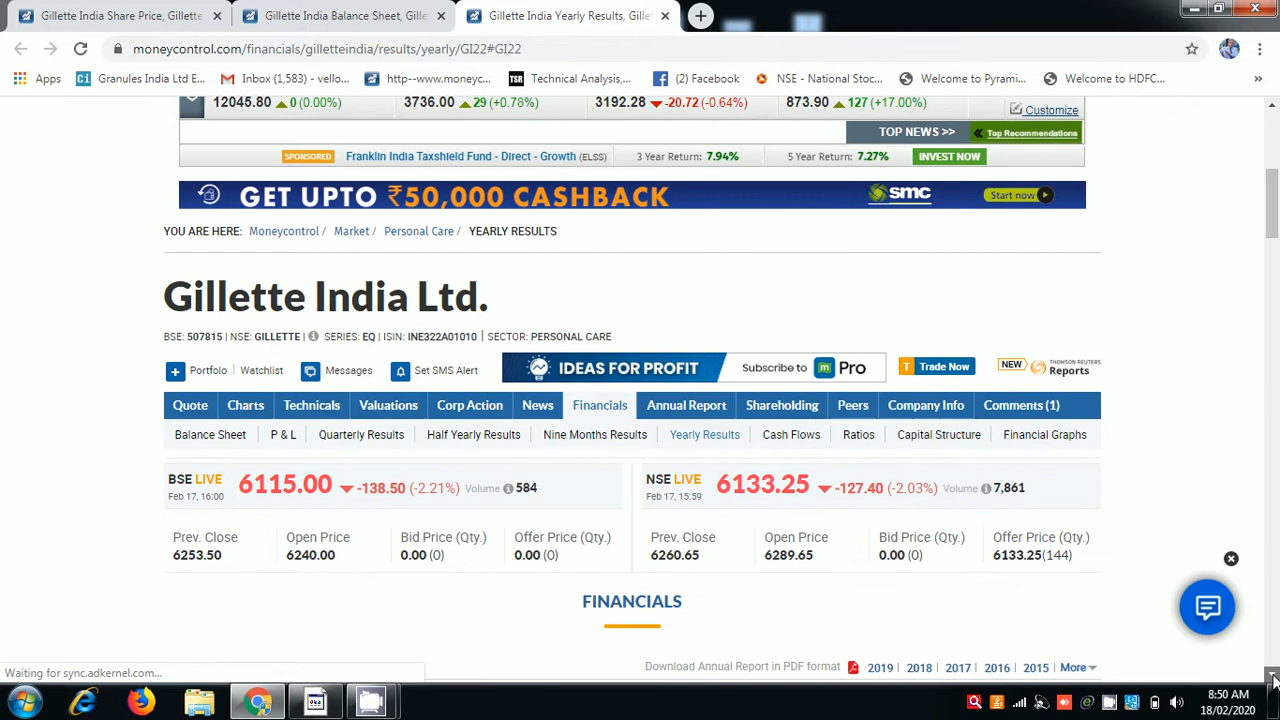 Gillette India Share Price, Gillette
Gillette India Balance Sheet, Gille
Gillette India Yearly Results, Gille
moneycontrol.com/financials/gilletteindia/results/yearly/GI22#GI22
Apps
Granules India Ltd E...
Inbox (1,583) - vello...
http--www.moneyc...
TSR
Technical Analysis,...
(2) Facebook
NSE - National Stoc...
Welcome to Pyrami...
Welcome to HDFC...
»
12045.80 0 (0.00%)
3736.00 29 (+0.78%)
3192.28 -20.72 (-0.64%)
873.90 127 (+17.00%)
Customize
TOP NEWS >>
« Top Recommendations
SPONSORED
Franklin India Taxshield Fund - Direct - Growth (ELSS)
3 Year Return: 7.94%
5 Year Return: 7.27%
INVEST NOW
GET UPTO ₹50,000 CASHBACK
smc
Start now
YOU ARE HERE: Moneycontrol / Market / Personal Care / YEARLY RESULTS
Gillette India Ltd.
BSE: 507815 | NSE: GILLETTE | SERIES: EQ | ISIN: INE322A01010 | SECTOR: PERSONAL CARE
+ Portfolo | Watchlist
Messages
Set SMS Alert
IDEAS FOR PROFIT
Subscribe to m Pro
T Trade Now
NEW THOMSON REUTERS
Reports
Quote
Charts
Technicals
Valuations
Corp Action
News
Financials
Annual Report
Shareholding
Peers
Company Info
Comments (1)
Balance Sheet
P & L
Quarterly Results
Half Yearly Results
Nine Months Results
Yearly Results
Cash Flows
Ratios
Capital Structure
Financial Graphs
BSE LIVE
Feb 17, 16:00
6115.00 -138.50 (-2.21%) Volume 584
NSE LIVE
Feb 17, 15:59
6133.25 -127.40 (-2.03%) Volume 7,861
Prev. Close
6253.50
Open Price
6240.00
Bid Price (Qty.)
0.00 (0)
Offer Price (Qty.)
0.00 (0)
Prev. Close
6260.65
Open Price
6289.65
Bid Price (Qty.)
0.00 (0)
Offer Price (Qty.)
6133.25(144)
FINANCIALS
Download Annual Report in PDF format 2019 | 2018 | 2017 | 2016 | 2015 | More
Waiting for sync.adkernel.com...
8:50 AM
18/02/2020